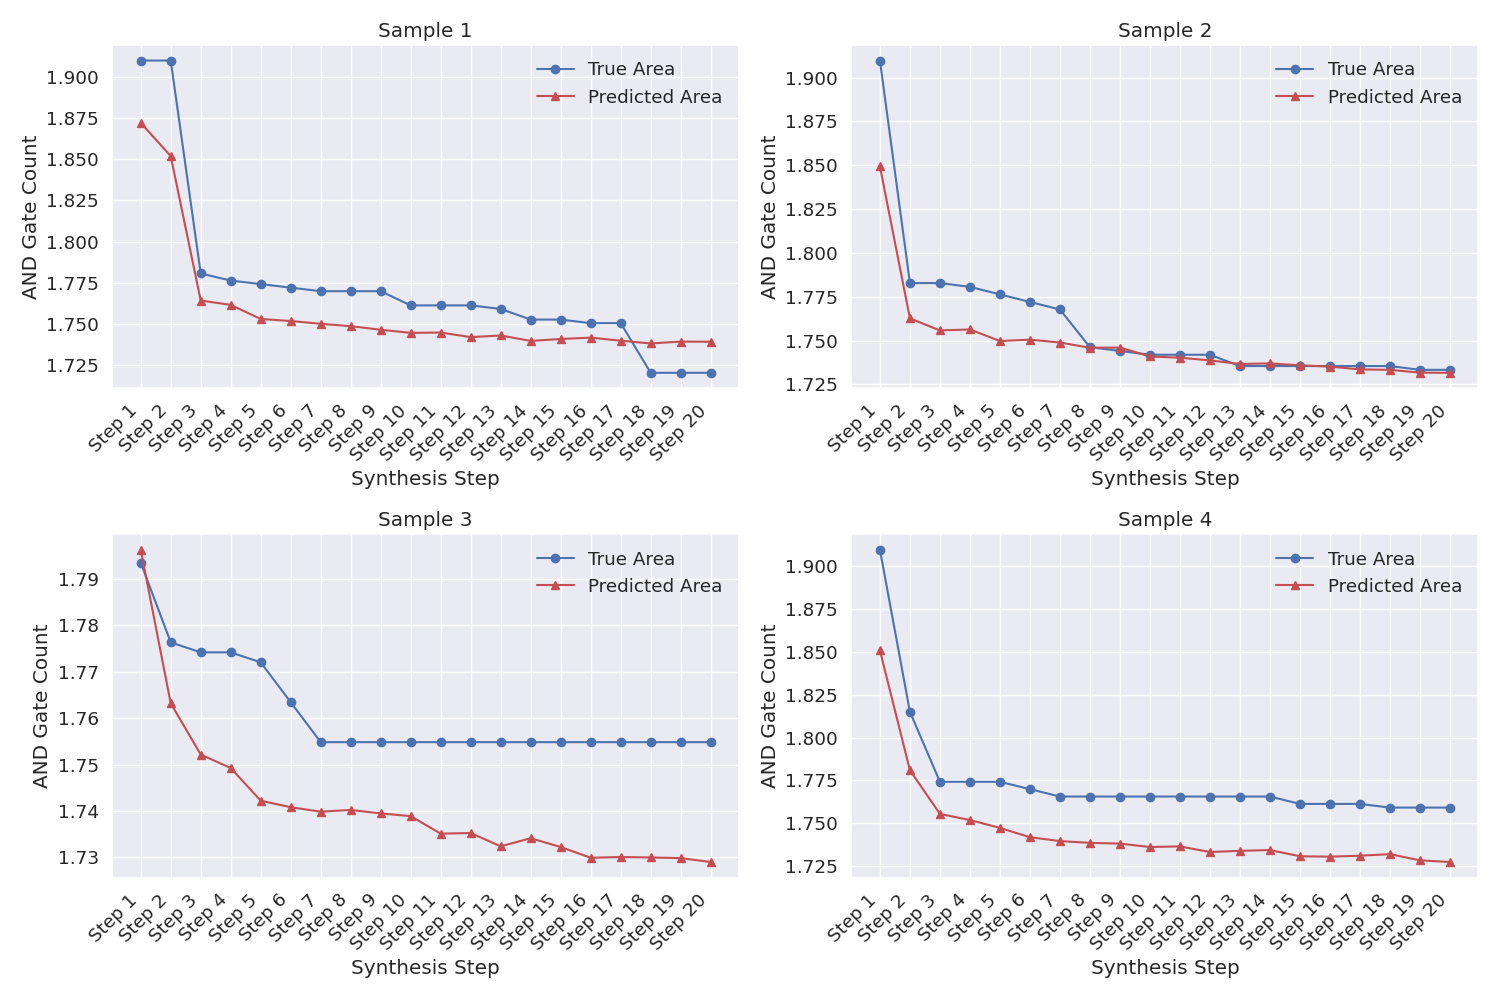 Sample 1
AND Gate Count
1.900
1.875
1.850
1.825
1.800
1.775
1.750
1.725
True Area
Predicted Area
Step 1
Step 2
Step 3
Step 4
Step 5
Step 6
Step 7
Step 8
Step 9
Step 10
Step 11
Step 12
Step 13
Step 14
Step 15
Step 16
Step 17
Step 18
Step 19
Step 20
Synthesis Step
Sample 2
AND Gate Count
1.900
1.875
1.850
1.825
1.800
1.775
1.750
1.725
True Area
Predicted Area
Step 1
Step 2
Step 3
Step 4
Step 5
Step 6
Step 7
Step 8
Step 9
Step 10
Step 11
Step 12
Step 13
Step 14
Step 15
Step 16
Step 17
Step 18
Step 19
Step 20
Synthesis Step
Sample 3
AND Gate Count
1.79
1.78
1.77
1.76
1.75
1.74
1.73
True Area
Predicted Area
Step 1
Step 2
Step 3
Step 4
Step 5
Step 6
Step 7
Step 8
Step 9
Step 10
Step 11
Step 12
Step 13
Step 14
Step 15
Step 16
Step 17
Step 18
Step 19
Step 20
Synthesis Step
Sample 4
AND Gate Count
1.900
1.875
1.850
1.825
1.800
1.775
1.750
1.725
True Area
Predicted Area
Step 1
Step 2
Step 3
Step 4
Step 5
Step 6
Step 7
Step 8
Step 9
Step 10
Step 11
Step 12
Step 13
Step 14
Step 15
Step 16
Step 17
Step 18
Step 19
Step 20
Synthesis Step